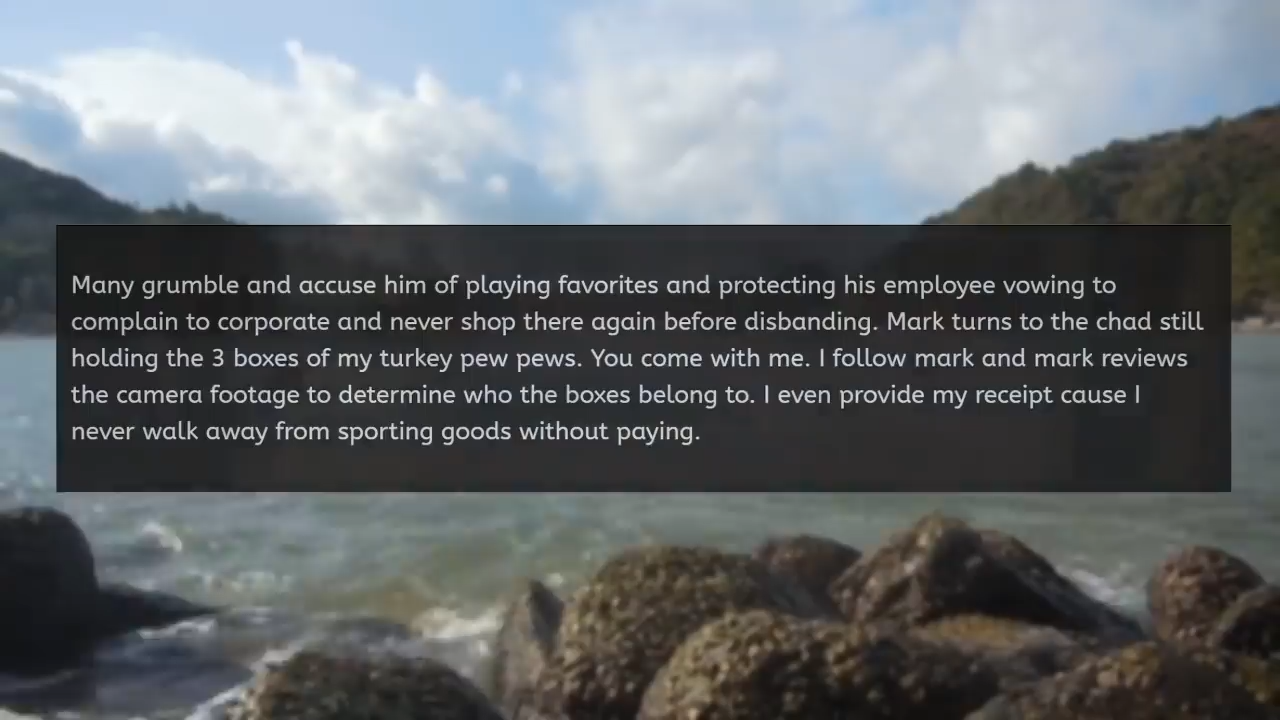 Many grumble and accuse him of playing favorites and protecting his employee vowing to
complain to corporate and never shop there again before disbanding. Mark turns to the chad still
holding the 3 boxes of my turkey pew pews. You come with me. I follow mark and mark reviews
the camera footage to determine who the boxes belong to. I even provide my receipt cause I
never walk away from sporting goods without paying.